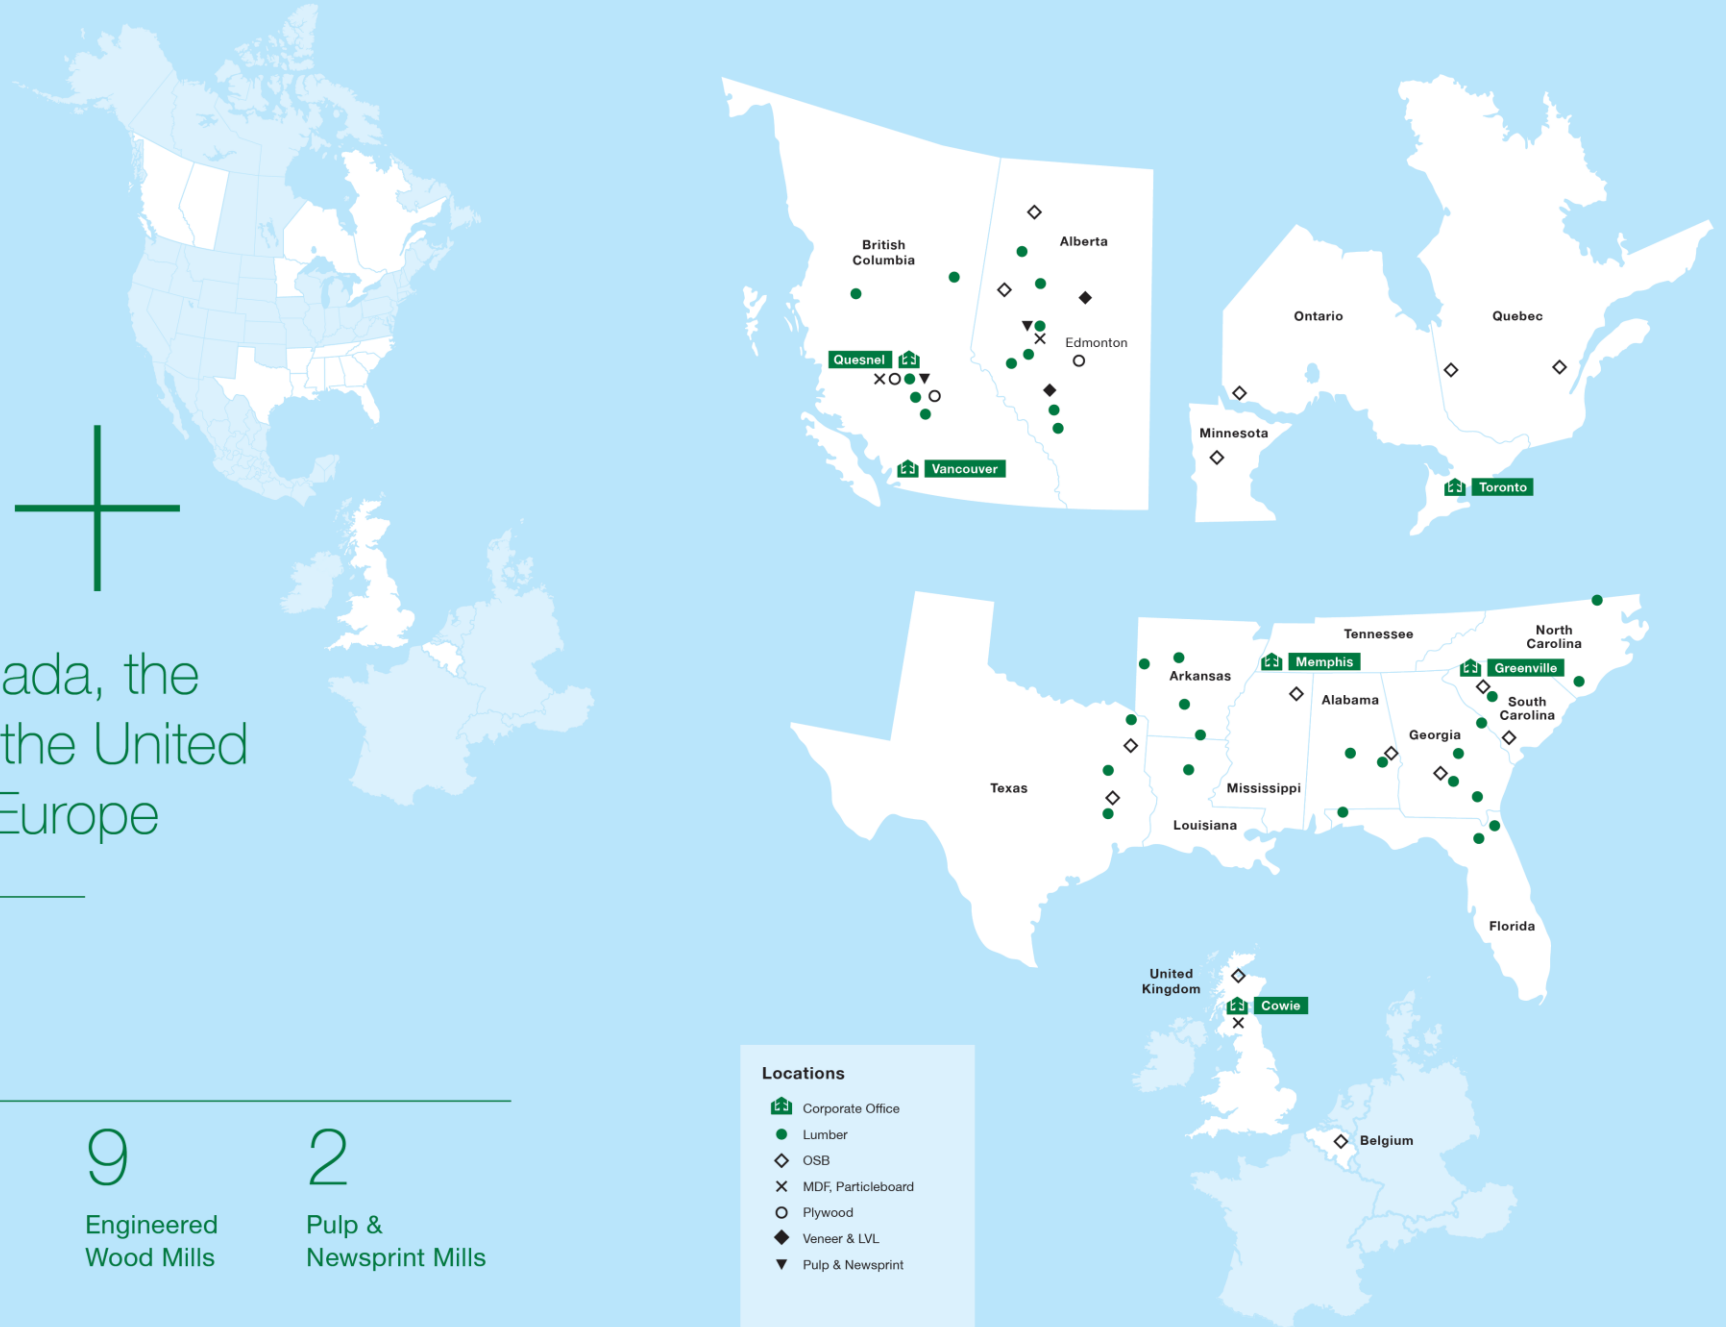 ada, the
the United
Europe
9
Engineered
Wood Mills
2
Pulp &
Newsprint Mills
British
Columbia
Alberta
Edmonton
Quesnel
Vancouver
Ontario
Quebec
Minnesota
Toronto
Tennessee
North
Carolina
Memphis
Greenville
Arkansas
Alabama
South
Carolina
Georgia
Texas
Mississippi
Louisiana
Florida
United
Kingdom
Cowie
Belgium
Locations
Corporate Office
Lumber
OSB
MDF, Particleboard
Plywood
Veneer & LVL
Pulp & Newsprint